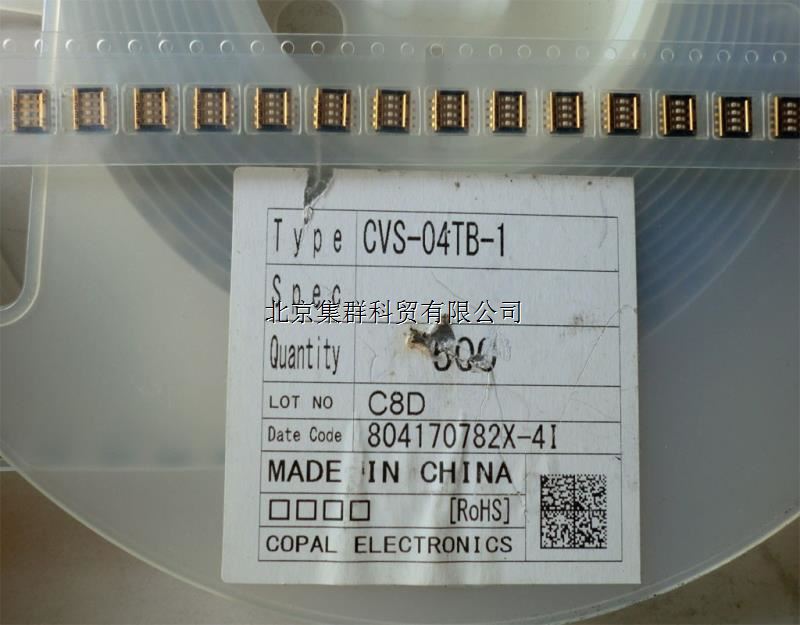 Type CVS-04TB-1
Spec
北京集群科贸有限公司
Quantity 500
LOT NO C8D
Date Code 804170782X-4I
MADE IN CHINA
□□□□ [RoHS]
COPAL ELECTRONICS